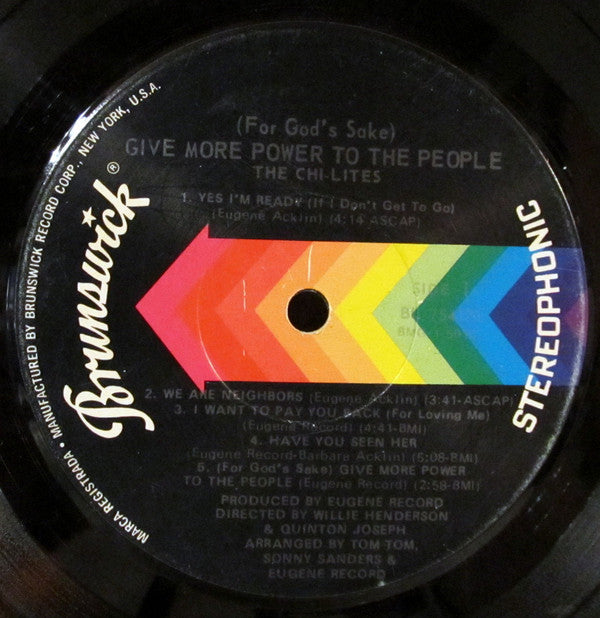 (For God's Sake)
GIVE MORE POWER TO THE PEOPLE
THE CHI-LITES
1. YES I'M READY (If I Don't Get To Go)
(Eugene Acklin) (4:14-ASCAP)
2. WE ARE NEIGHBORS (Eugene Acklin) (3:41-ASCAP)
3. I WANT TO PAY YOU BACK (For Loving Me)
(Eugene Record) (4:41-BMI)
4. HAVE YOU SEEN HER
(Eugene Record-Barbara Acklin) (5:08-BMI)
5. (For God's Sake) GIVE MORE POWER
TO THE PEOPLE (Eugene Record) (2:58-BMI)
PRODUCED BY EUGENE RECORD
DIRECTED BY WILLIE HENDERSON
& QUINTON JOSEPH
ARRANGED BY TOM TOM,
SONNY SANDERS &
EUGENE RECORD
Brunswick®
STEREOPHONIC
MARCA REGISTRADA • MANUFACTURED BY BRUNSWICK RECORD CORP., NEW YORK, U.S.A.